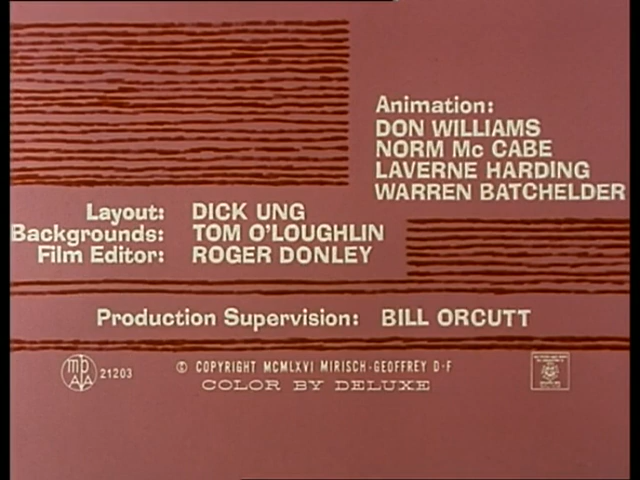 Animation:
DON WILLIAMS
NORM Mc CABE
LAVERNE HARDING
WARREN BATCHELDER
Layout: DICK UNG
Backgrounds: TOM O'LOUGHLIN
Film Editor: ROGER DONLEY
Production Supervision: BILL ORCUTT
MPAA 21203
© COPYRIGHT MCMLXVI MIRISCH-GEOFFREY D-F
COLOR BY DELUXE